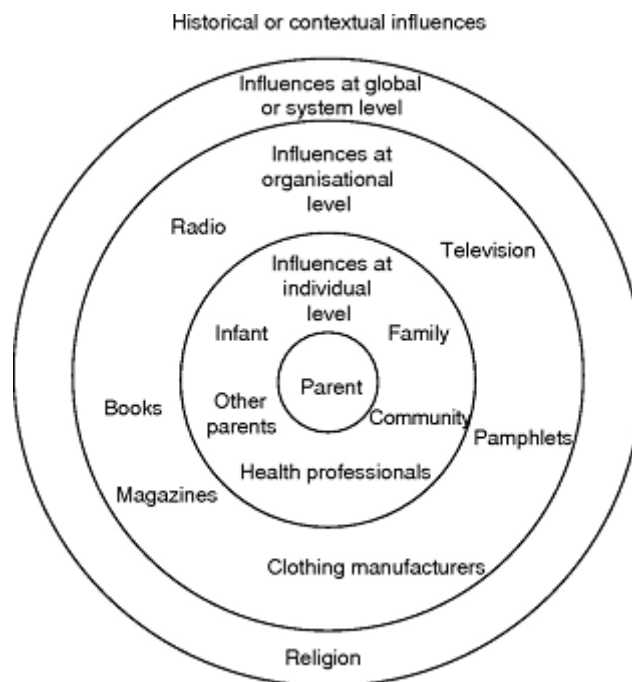 Historical or contextual influences
Influences at global
or system level
Influences at
organisational
level
Radio
Television
Influences at
individual
level
Infant
Family
Parent
Other
parents
Community
Books
Pamphlets
Health professionals
Magazines
Clothing manufacturers
Religion